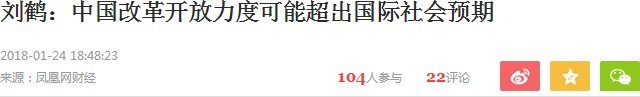 刘鹤：中国改革开放力度可能超出国际社会预期
2018-01-24 18:48:23
来源：凤凰网财经 104人参与 22评论